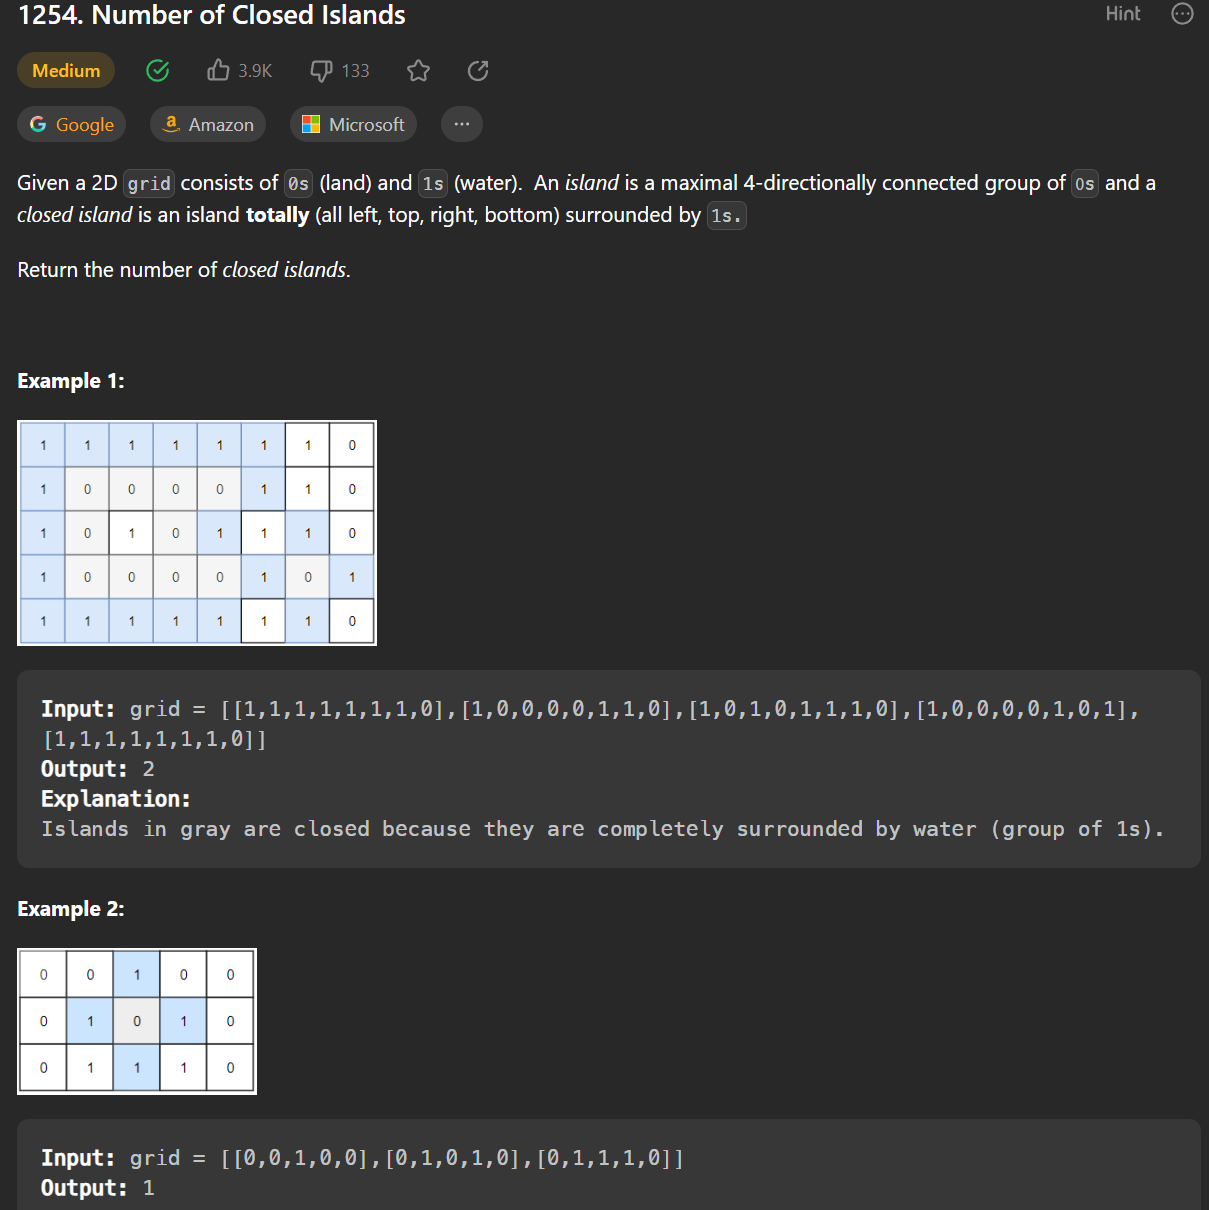 1254. Number of Closed Islands
Hint
Medium
3.9K
133
Google
Amazon
Microsoft
Given a 2D grid consists of 0s (land) and 1s (water).  An island is a maximal 4-directionally connected group of 0s and a
closed island is an island totally (all left, top, right, bottom) surrounded by 1s.
Return the number of closed islands.
Example 1:
1 1 1 1 1 1 1 0
1 0 0 0 0 1 1 0
1 0 1 0 1 1 1 0
1 0 0 0 0 1 0 1
1 1 1 1 1 1 1 0
Input: grid = [[1,1,1,1,1,1,1,0],[1,0,0,0,0,1,1,0],[1,0,1,0,1,1,1,0],[1,0,0,0,0,1,0,1],
[1,1,1,1,1,1,1,0]]
Output: 2
Explanation:
Islands in gray are closed because they are completely surrounded by water (group of 1s).
Example 2:
0 0 1 0 0
0 1 0 1 0
0 1 1 1 0
Input: grid = [[0,0,1,0,0],[0,1,0,1,0],[0,1,1,1,0]]
Output: 1